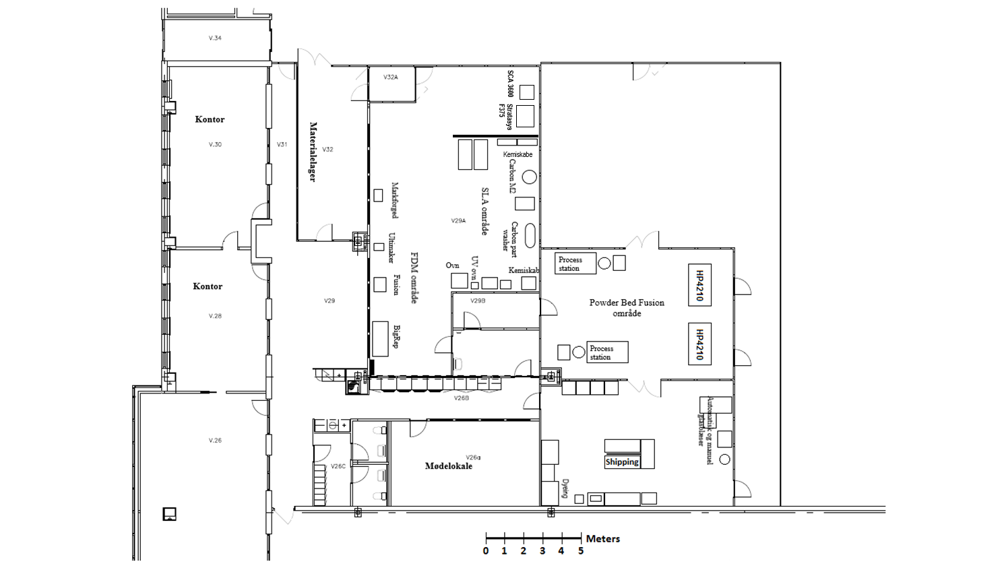 V.34
V32A
SCA 3600
Stratasys
F375
Kontor
V.30
V31
Materialelager
V32
Kemiskabe
Carbon M2
Markforged
SLA område
V29A
Carbon part
washer
Ultimaker
FDM område
UV ovn
Ovn
Kemiskab
Fusion
Process
station
HP4210
Kontor
V.28
V29
V29B
Powder Bed Fusion
område
BigRep
HP4210
Process
station
V26B
Automatisk og manuel
glasblæser
V.26
V26C
V26a
Mødelokale
Shipping
Dyeing
Meters
0 1 2 3 4 5